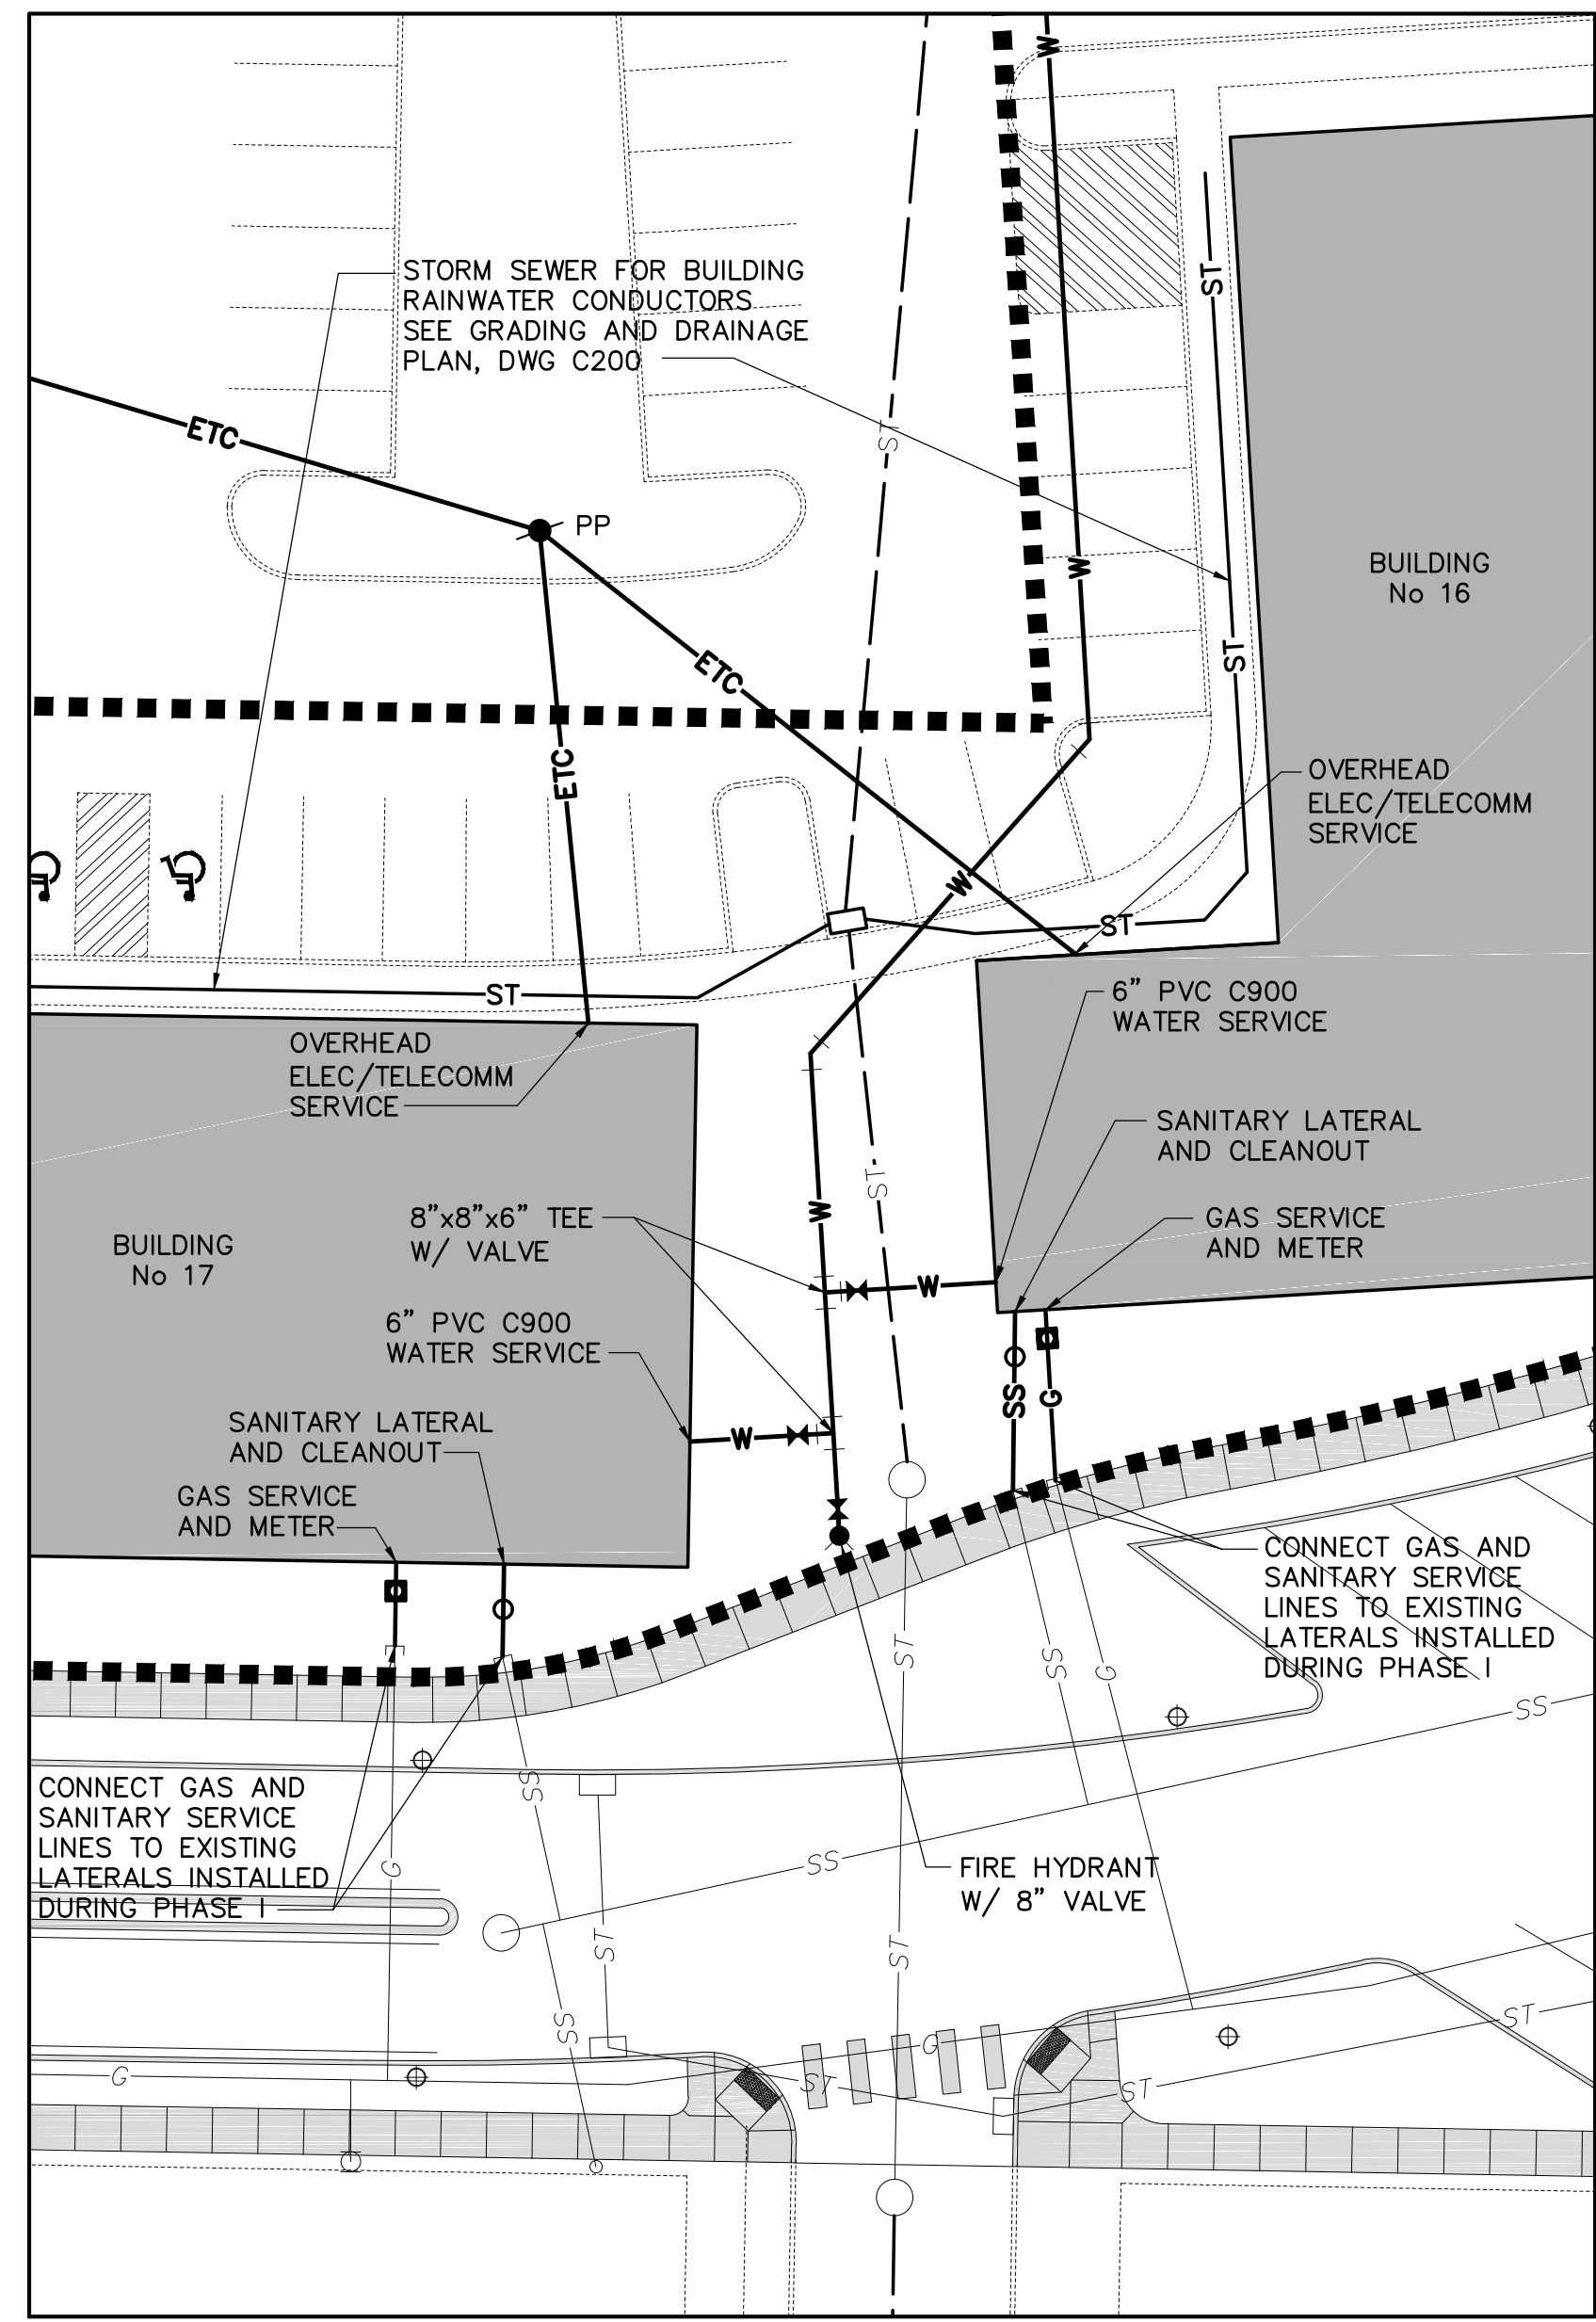 W
STORM SEWER FOR BUILDING
RAINWATER CONDUCTORS
SEE GRADING AND DRAINAGE
PLAN, DWG C200
ST
ETC
ST
PP
W
BUILDING
No 16
ETC
ST
ETC
OVERHEAD
ELEC/TELECOMM
SERVICE
W
ST
ST
6" PVC C900
WATER SERVICE
OVERHEAD
ELEC/TELECOMM
SERVICE
SANITARY LATERAL
AND CLEANOUT
ST
W
8"x8"x6" TEE
W/ VALVE
GAS SERVICE
AND METER
BUILDING
No 17
W
6" PVC C900
WATER SERVICE
SS
G
SANITARY LATERAL
AND CLEANOUT
W
GAS SERVICE
AND METER
CONNECT GAS AND
SANITARY SERVICE
LINES TO EXISTING
LATERALS INSTALLED
DURING PHASE I
ST
SS
G
SS
CONNECT GAS AND
SANITARY SERVICE
LINES TO EXISTING
LATERALS INSTALLED
DURING PHASE I
SS
G
SS
FIRE HYDRANT
W/ 8" VALVE
ST
ST
SS
G
ST
G
ST
ST